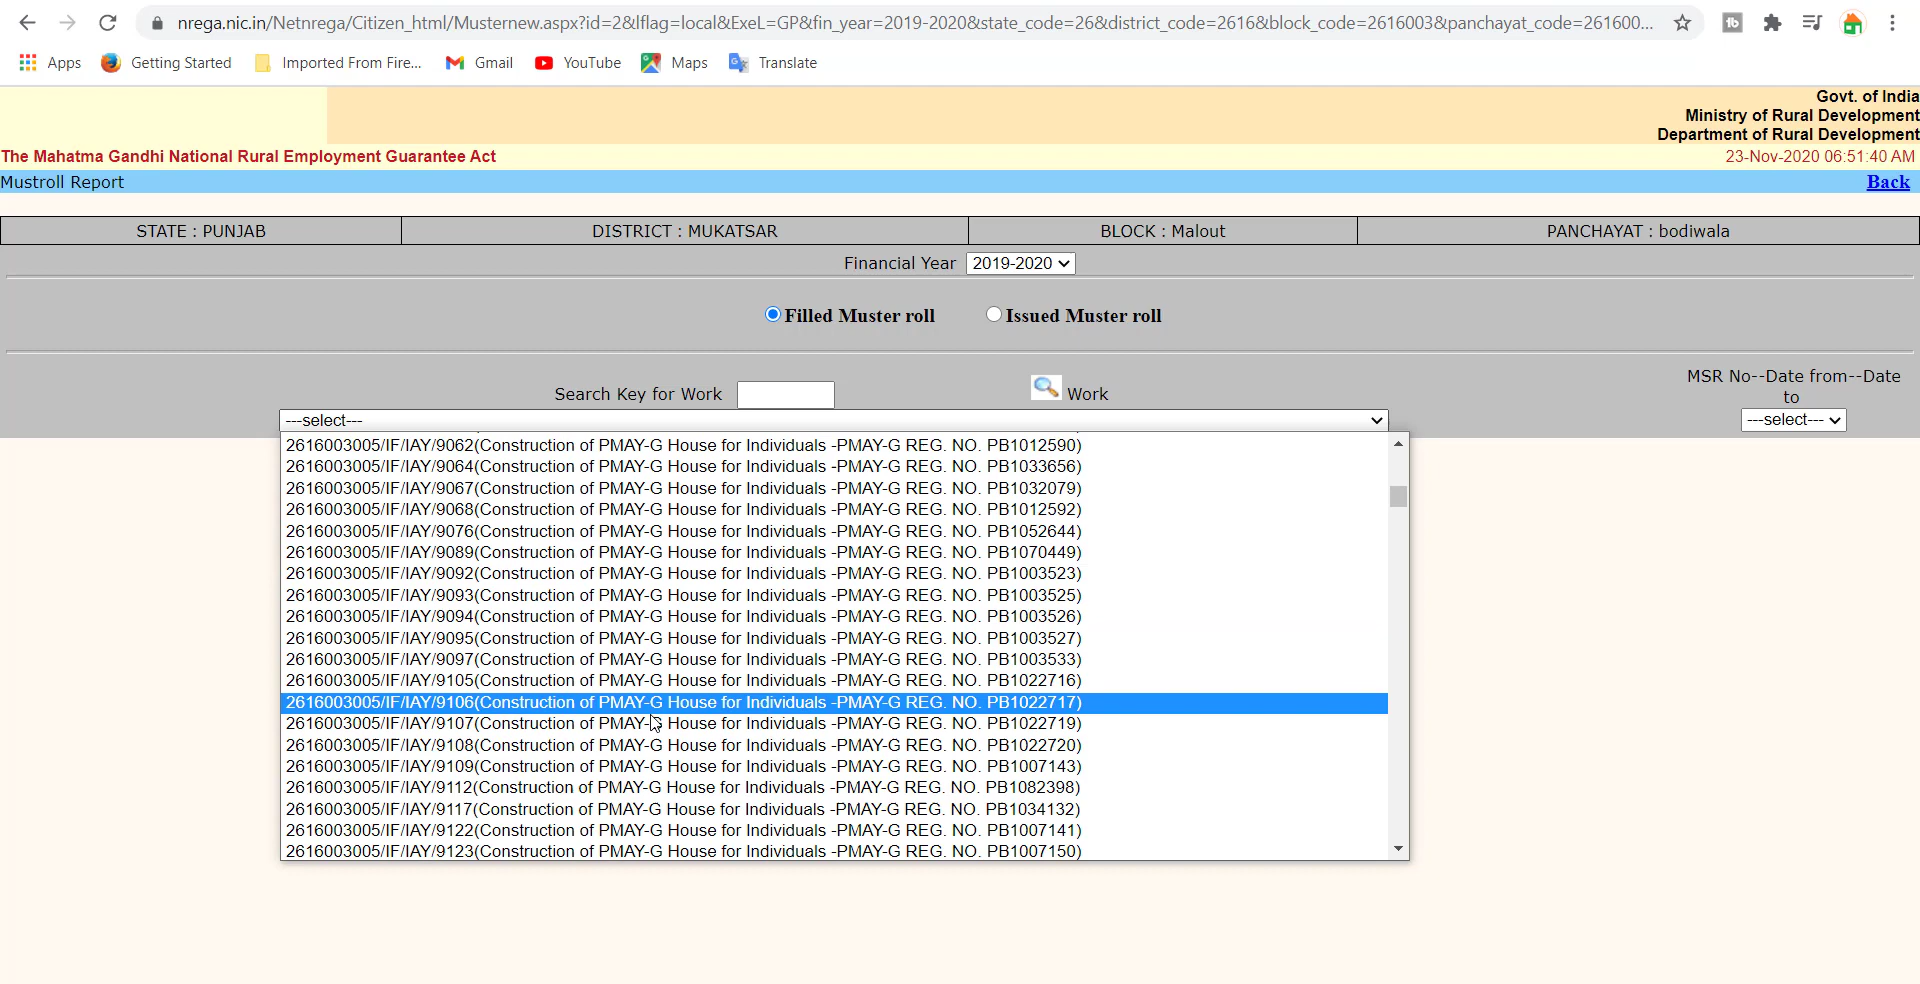 nrega.nic.in/Netnrega/Citizen_html/Musternew.aspx?id=2&lflag=local&ExeL=GP&fin_year=2019-2020&state_code=26&district_code=2616&block_code=2616003&panchayat_code=261600...
Apps Getting Started Imported From Fire... Gmail YouTube Maps Translate
Govt. of India
Ministry of Rural Development
Department of Rural Development
The Mahatma Gandhi National Rural Employment Guarantee Act 23-Nov-2020 06:51:40 AM
Mustroll Report Back
STATE : PUNJAB DISTRICT : MUKATSAR BLOCK : Malout PANCHAYAT : bodiwala
Financial Year 2019-2020
Filled Muster roll Issued Muster roll
Search Key for Work Work
MSR No--Date from--Date
to
---select--- ---select---
2616003005/IF/IAY/9062(Construction of PMAY-G House for Individuals -PMAY-G REG. NO. PB1012590)
2616003005/IF/IAY/9064(Construction of PMAY-G House for Individuals -PMAY-G REG. NO. PB1033656)
2616003005/IF/IAY/9067(Construction of PMAY-G House for Individuals -PMAY-G REG. NO. PB1032079)
2616003005/IF/IAY/9068(Construction of PMAY-G House for Individuals -PMAY-G REG. NO. PB1012592)
2616003005/IF/IAY/9076(Construction of PMAY-G House for Individuals -PMAY-G REG. NO. PB1052644)
2616003005/IF/IAY/9089(Construction of PMAY-G House for Individuals -PMAY-G REG. NO. PB1070449)
2616003005/IF/IAY/9092(Construction of PMAY-G House for Individuals -PMAY-G REG. NO. PB1003523)
2616003005/IF/IAY/9093(Construction of PMAY-G House for Individuals -PMAY-G REG. NO. PB1003525)
2616003005/IF/IAY/9094(Construction of PMAY-G House for Individuals -PMAY-G REG. NO. PB1003526)
2616003005/IF/IAY/9095(Construction of PMAY-G House for Individuals -PMAY-G REG. NO. PB1003527)
2616003005/IF/IAY/9097(Construction of PMAY-G House for Individuals -PMAY-G REG. NO. PB1003533)
2616003005/IF/IAY/9105(Construction of PMAY-G House for Individuals -PMAY-G REG. NO. PB1022716)
2616003005/IF/IAY/9106(Construction of PMAY-G House for Individuals -PMAY-G REG. NO. PB1022717)
2616003005/IF/IAY/9107(Construction of PMAY-G House for Individuals -PMAY-G REG. NO. PB1022719)
2616003005/IF/IAY/9108(Construction of PMAY-G House for Individuals -PMAY-G REG. NO. PB1022720)
2616003005/IF/IAY/9109(Construction of PMAY-G House for Individuals -PMAY-G REG. NO. PB1007143)
2616003005/IF/IAY/9112(Construction of PMAY-G House for Individuals -PMAY-G REG. NO. PB1082398)
2616003005/IF/IAY/9117(Construction of PMAY-G House for Individuals -PMAY-G REG. NO. PB1034132)
2616003005/IF/IAY/9122(Construction of PMAY-G House for Individuals -PMAY-G REG. NO. PB1007141)
2616003005/IF/IAY/9123(Construction of PMAY-G House for Individuals -PMAY-G REG. NO. PB1007150)